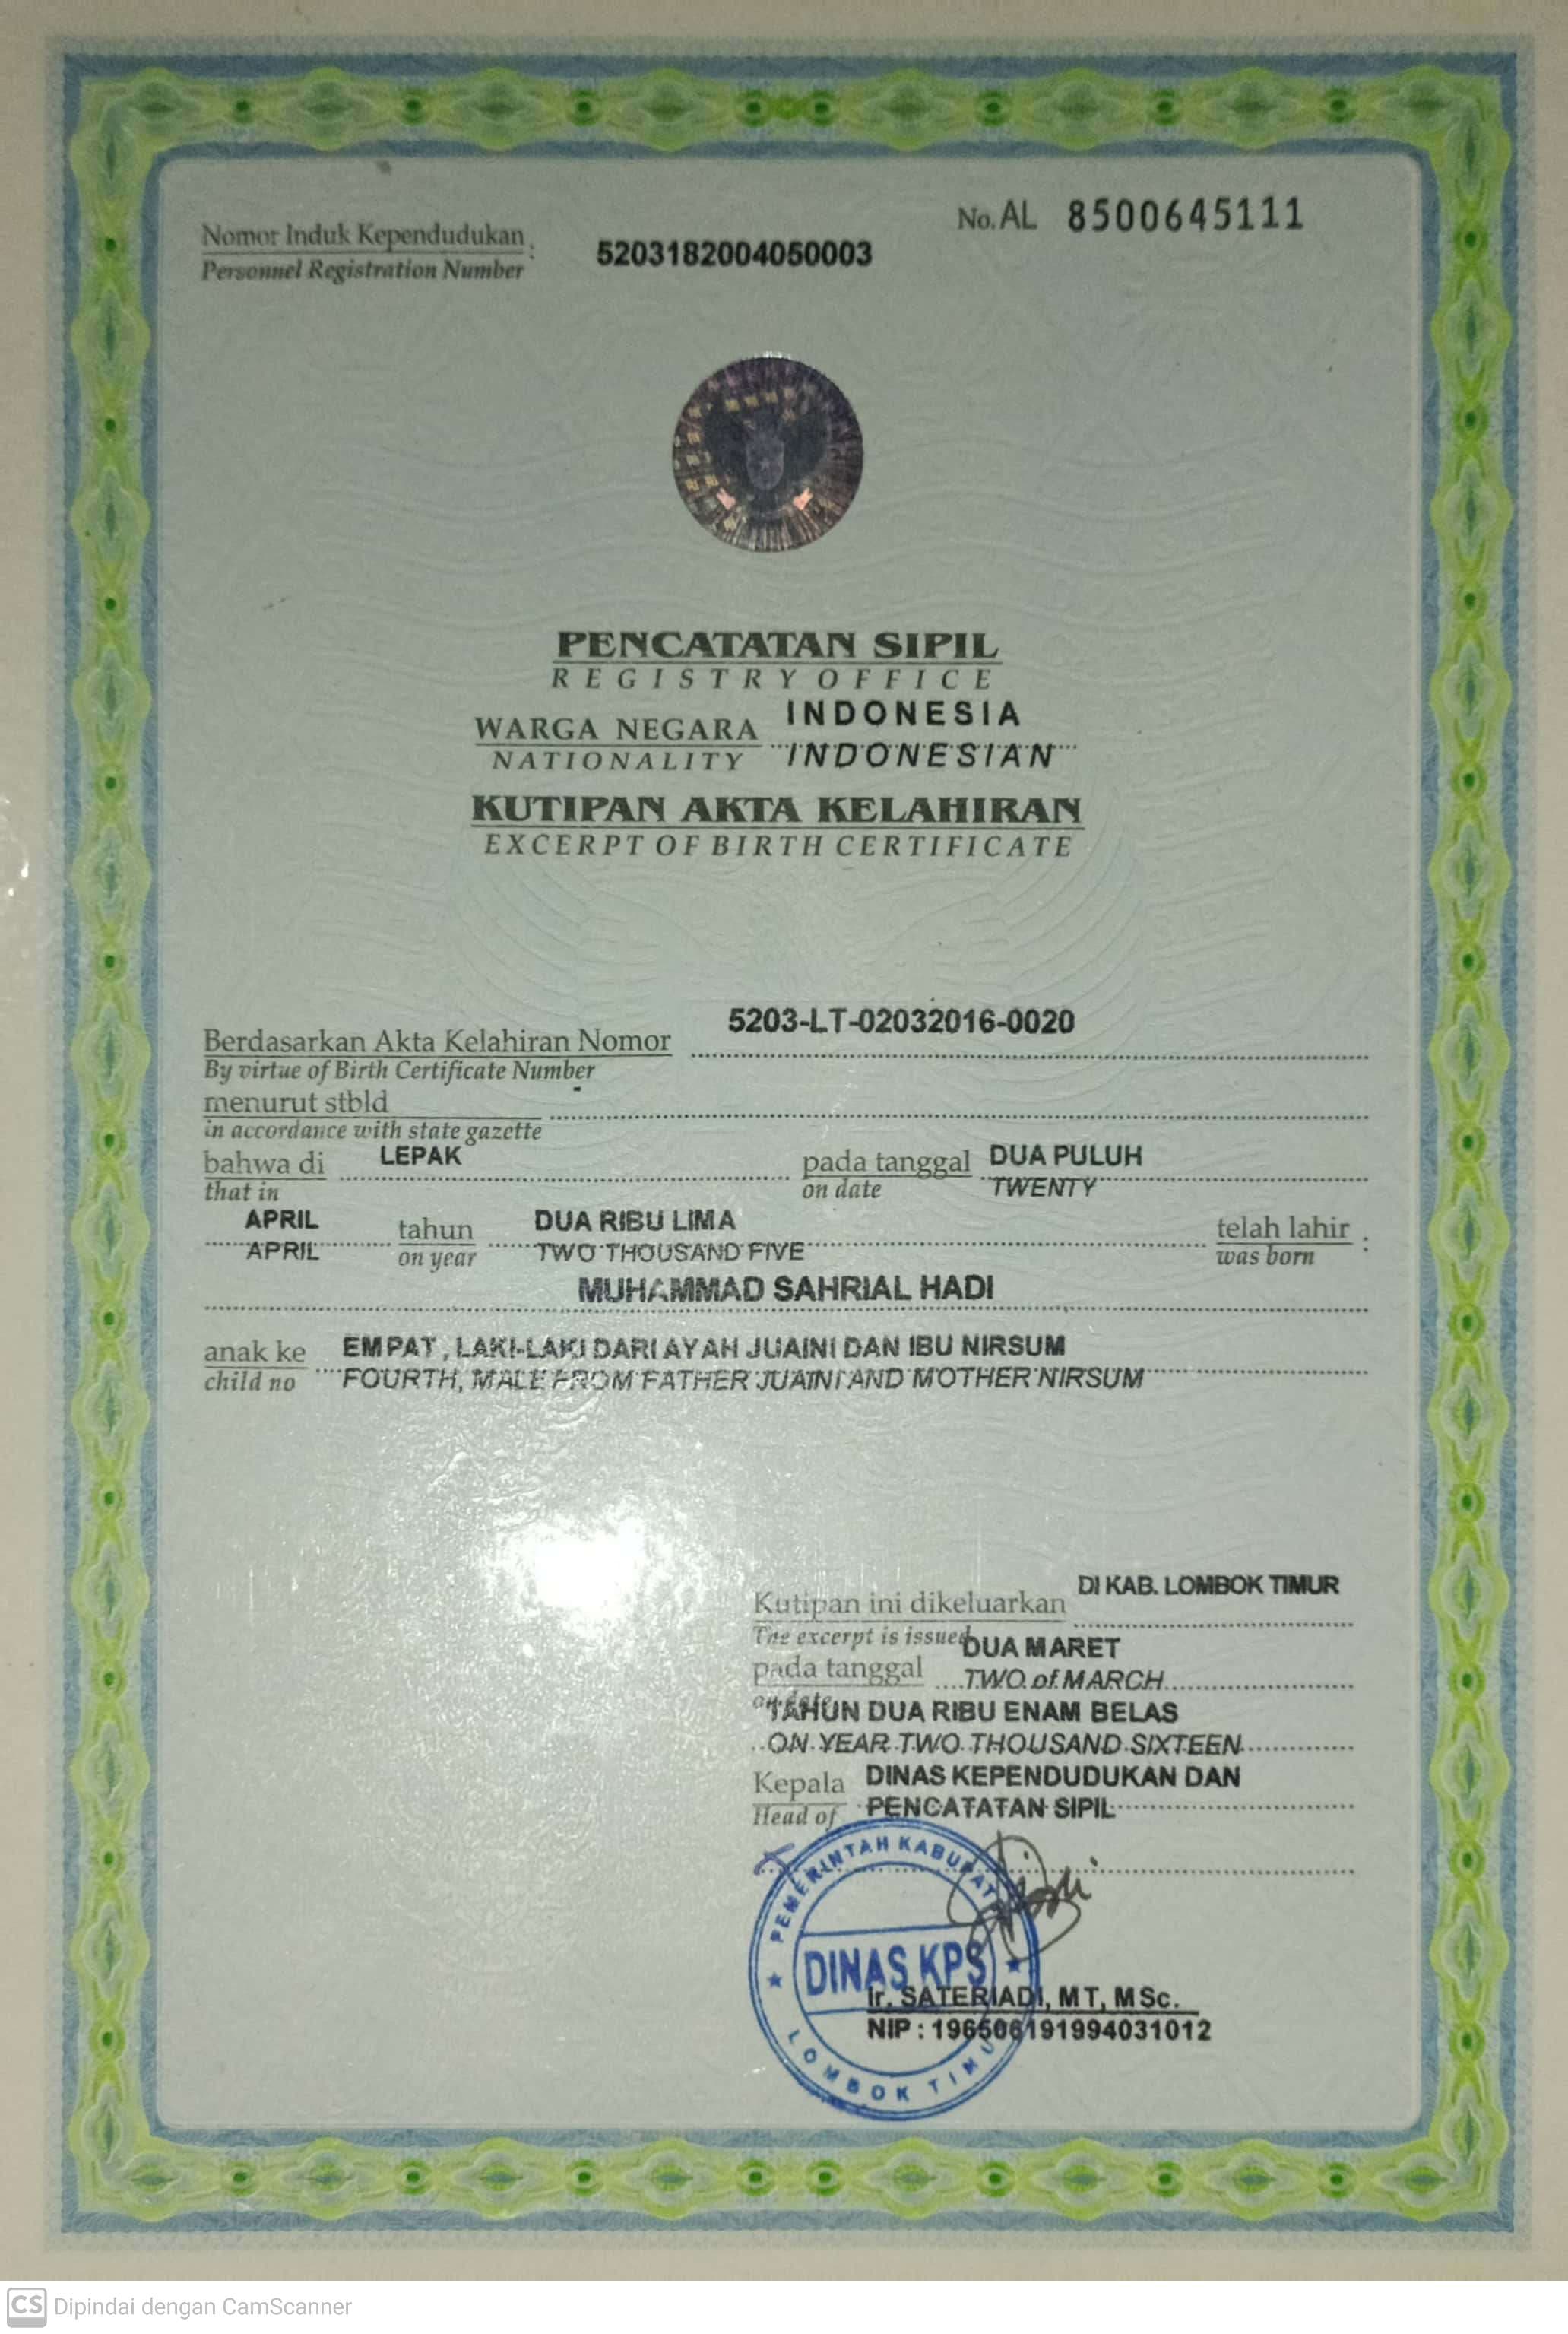 Nomor Induk Kependudukan : 5203182004050003
Personnel Registration Number
No. AL 8500645111
PENCATATAN SIPIL
REGISTRY OFFICE
WARGA NEGARA INDONESIA
NATIONALITY INDONESIAN
KUTIPAN AKTA KELAHIRAN
EXCERPT OF BIRTH CERTIFICATE
Berdasarkan Akta Kelahiran Nomor 5203-LT-02032016-0020
By virtue of Birth Certificate Number
menurut stbld -
in accordance with state gazette
bahwa di LEPAK pada tanggal DUA PULUH
that in on date TWENTY
APRIL tahun DUA RIBU LIMA telah lahir :
APRIL on year TWO THOUSAND FIVE was born
MUHAMMAD SAHRIAL HADI
anak ke EMPAT, LAKI-LAKI DARI AYAH JUAINI DAN IBU NIRSUM
child no FOURTH, MALE FROM FATHER JUAINI AND MOTHER NIRSUM
Kutipan ini dikeluarkan DI KAB. LOMBOK TIMUR
The excerpt is issued
pada tanggal DUA MARET
on date TWO of MARCH
TAHUN DUA RIBU ENAM BELAS
ON YEAR TWO THOUSAND SIXTEEN
Kepala DINAS KEPENDUDUKAN DAN
Head of PENCATATAN SIPIL
PEMERINTAH KABUPAT
DINAS KPS
LOMBOK TIMU
Ir. SATERIADI, MT, MSc.
NIP : 196506191994031012
CS Dipindai dengan CamScanner